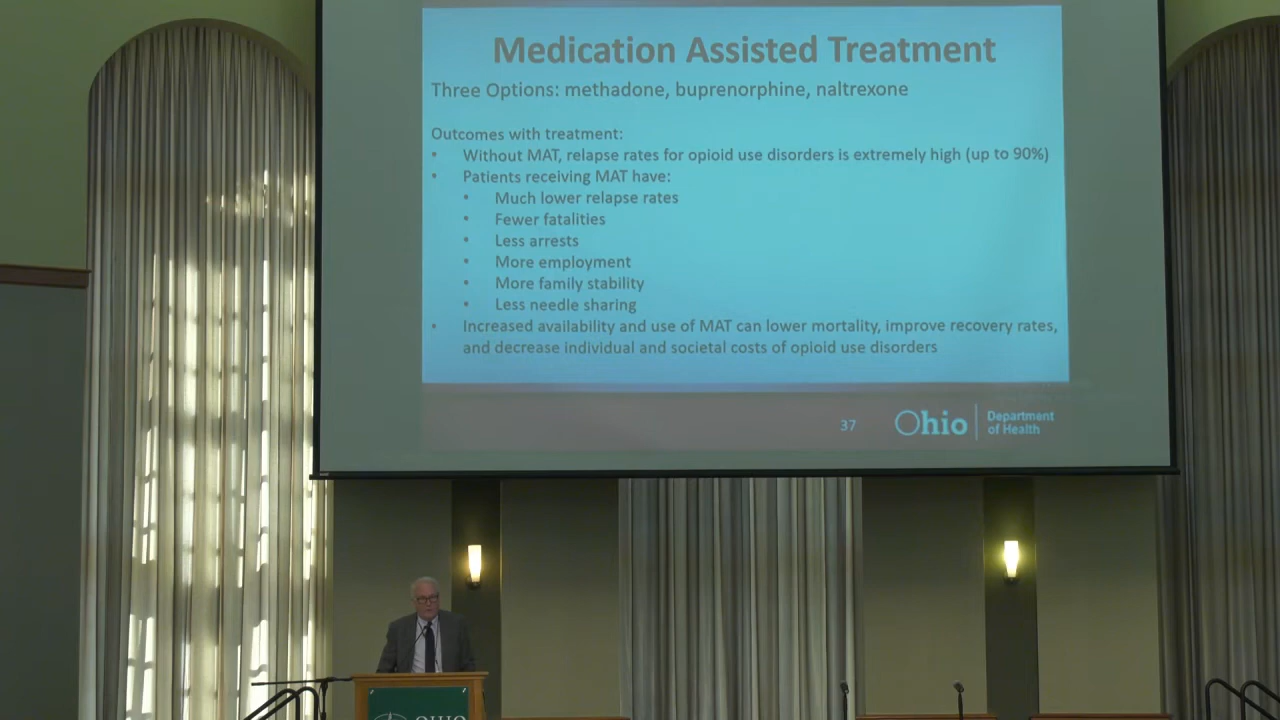 Medication Assisted Treatment
Three Options: methadone, buprenorphine, naltrexone
Outcomes with treatment:
• Without MAT, relapse rates for opioid use disorders is extremely high (up to 90%)
• Patients receiving MAT have:
• Much lower relapse rates
• Fewer fatalities
• Less arrests
• More employment
• More family stability
• Less needle sharing
• Increased availability and use of MAT can lower mortality, improve recovery rates,
and decrease individual and societal costs of opioid use disorders
37
Ohio
Department
of Health
OHIO